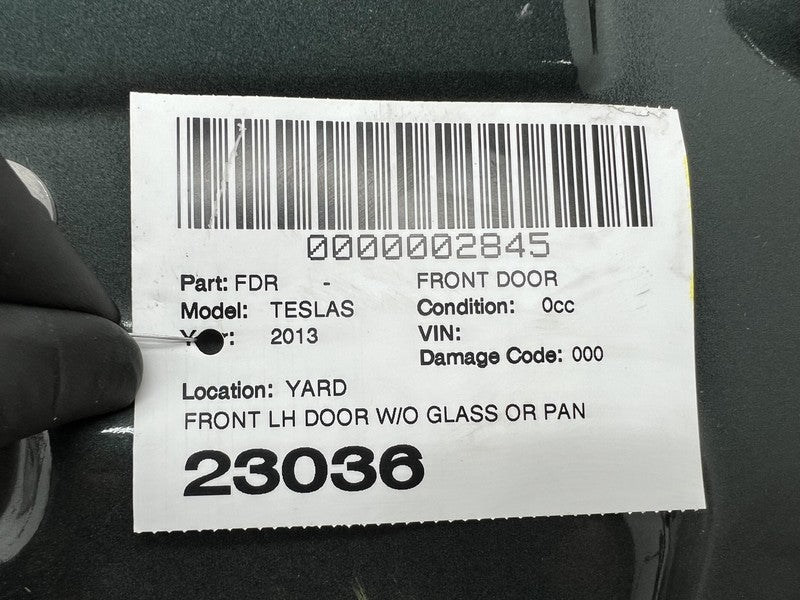 0000002845
Part: FDR - FRONT DOOR
Model: TESLAS Condition: 0cc
2013 VIN:
Damage Code: 000
Location: YARD
FRONT LH DOOR W/O GLASS OR PAN
23036